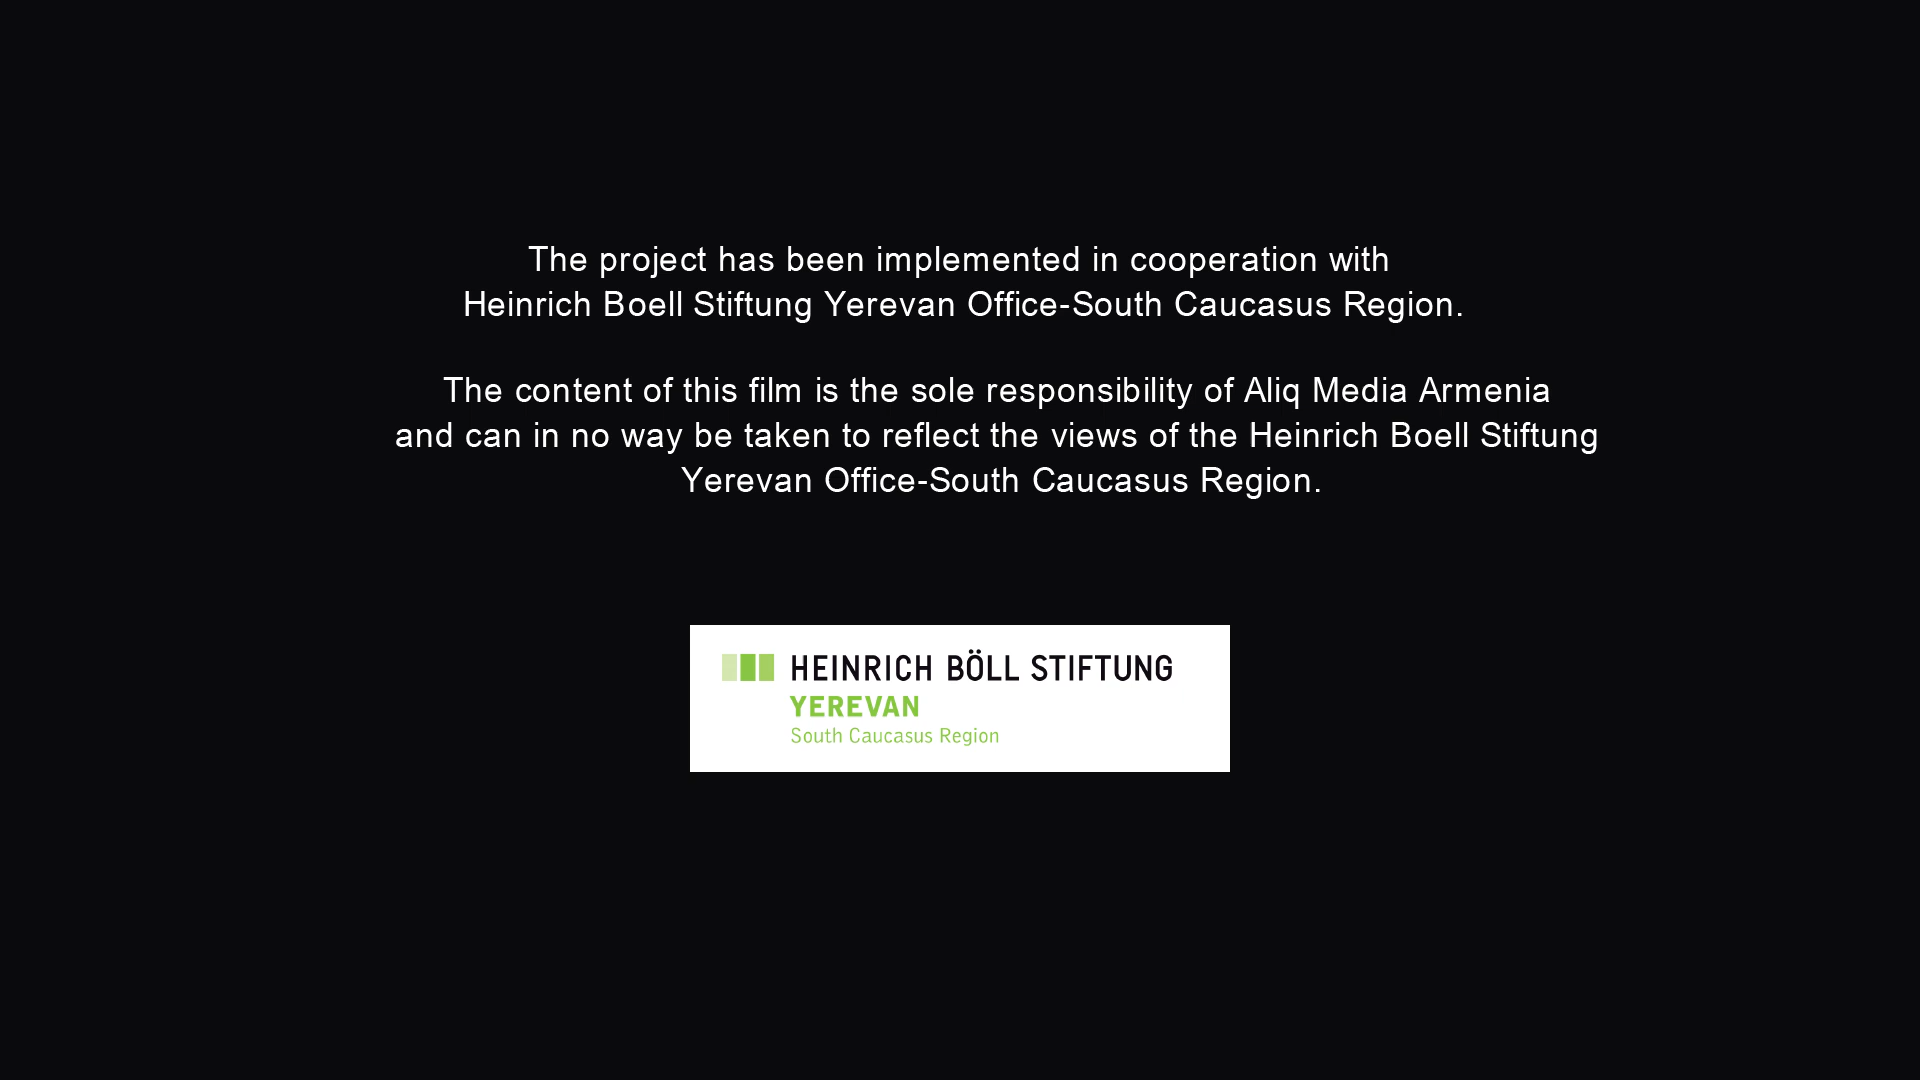 The project has been implemented in cooperation with
Heinrich Boell Stiftung Yerevan Office-South Caucasus Region.
The content of this film is the sole responsibility of Aliq Media Armenia
and can in no way be taken to reflect the views of the Heinrich Boell Stiftung
Yerevan Office-South Caucasus Region.
HEINRICH BÖLL STIFTUNG
YEREVAN
South Caucasus Region